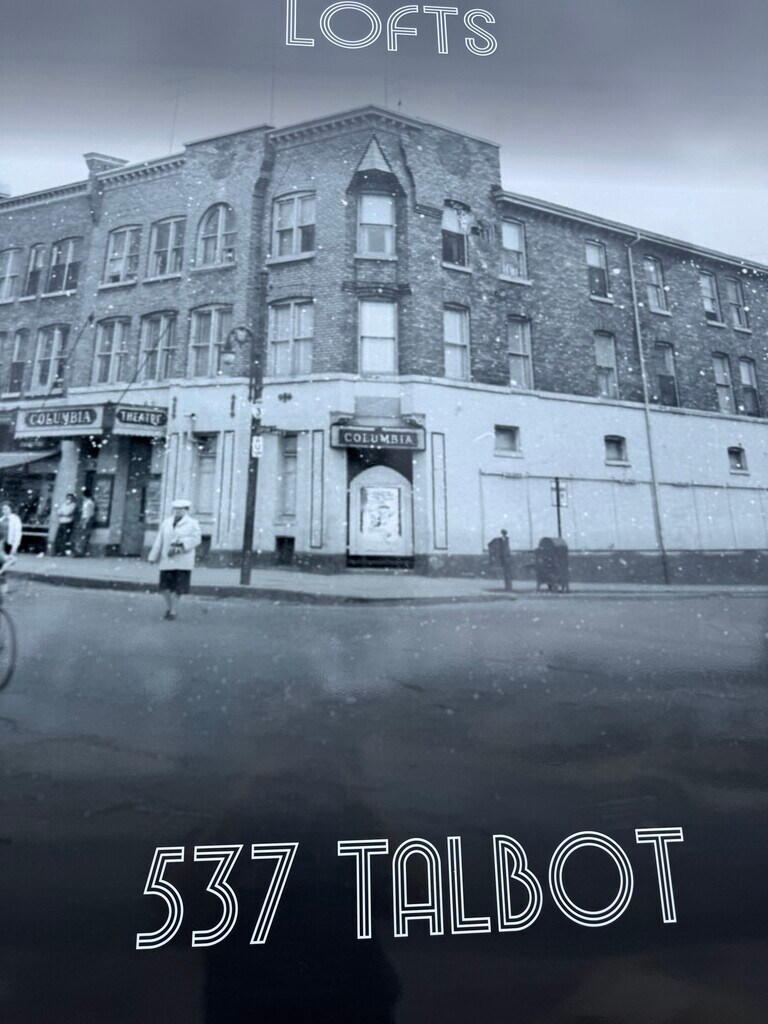 LOFTS
COLUMBIA THEATRE
COLUMBIA
537 TALBOT